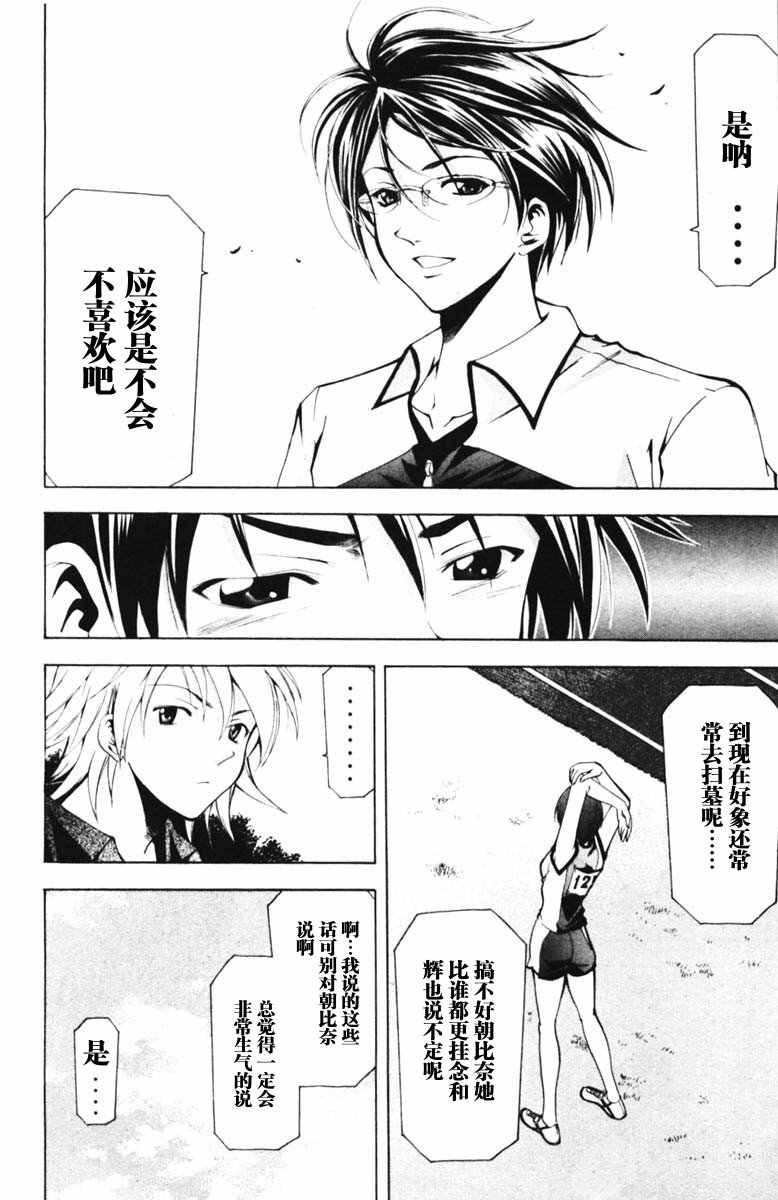 是呐
····
应该是不会
不喜欢吧
到现在好象还常
常去扫墓呢……
搞不好朝比奈她
比谁都更挂念和
辉也说不定呢
121
········
啊…我说的这些
话可别对朝比奈
说啊
总觉得一定会
非常生气的说
是
····